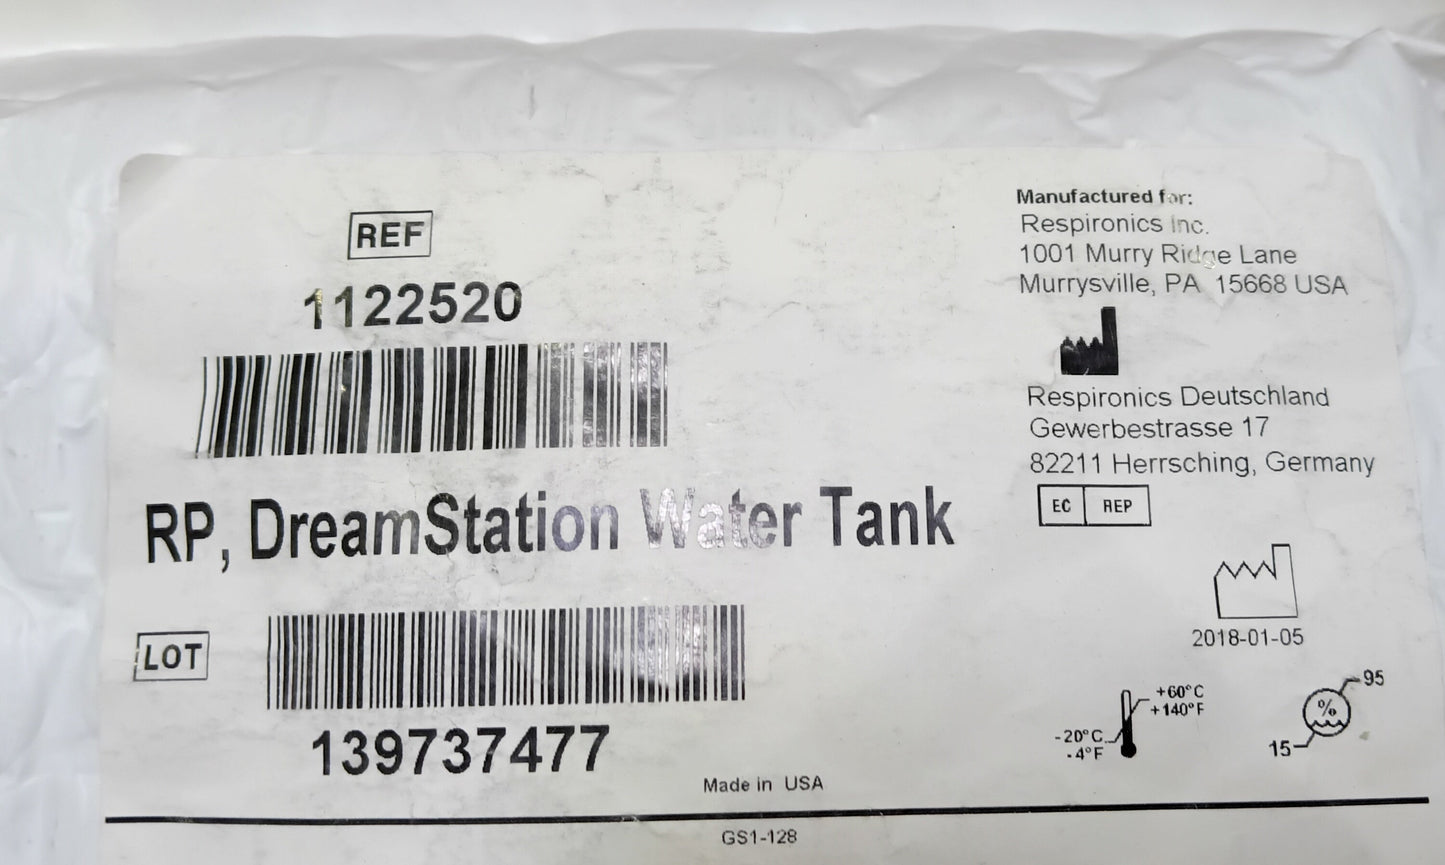 REF
1122520
RP, DreamStation Water Tank
LOT
139737477
Made in USA
Manufactured for:
Respironics Inc.
1001 Murry Ridge Lane
Murrysville, PA 15668 USA
Respironics Deutschland
Gewerbestrasse 17
82211 Herrsching, Germany
EC REP
2018-01-05
+60°C
+140°F
-20°C
-4°F
95
%
15
GS1-128